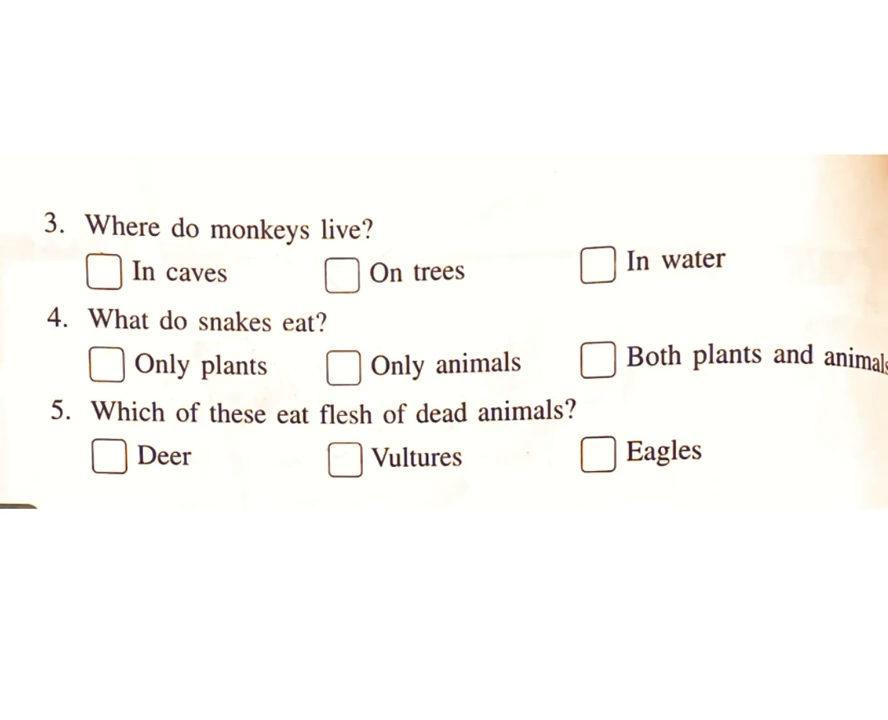 3. Where do monkeys live?
In caves On trees In water
4. What do snakes eat?
Only plants Only animals Both plants and animals
5. Which of these eat flesh of dead animals?
Deer Vultures Eagles